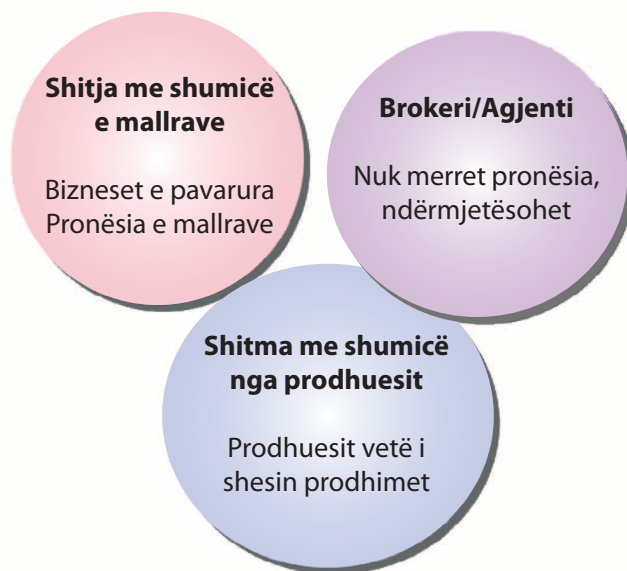 Shitja me shumicë
e mallrave
Bizneset e pavarura
Pronësia e mallrave
Brokeri/Agjenti
Nuk merret pronësia,
ndërmjetësohet
Shitma me shumicë
nga prodhuesit
Prodhuesit vetë i
shesin prodhimet